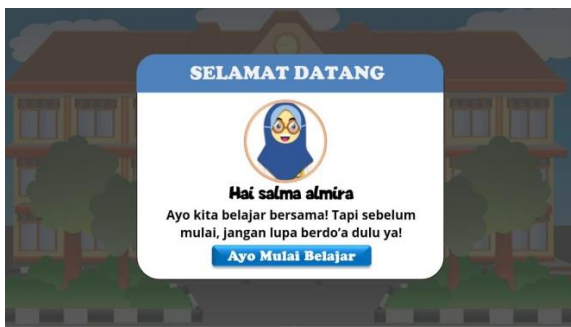 SELAMAT DATANG
Hai salma almira
Ayo kita belajar bersama! Tapi sebelum
mulai, jangan lupa berdo'a dulu ya!
Ayo Mulai Belajar